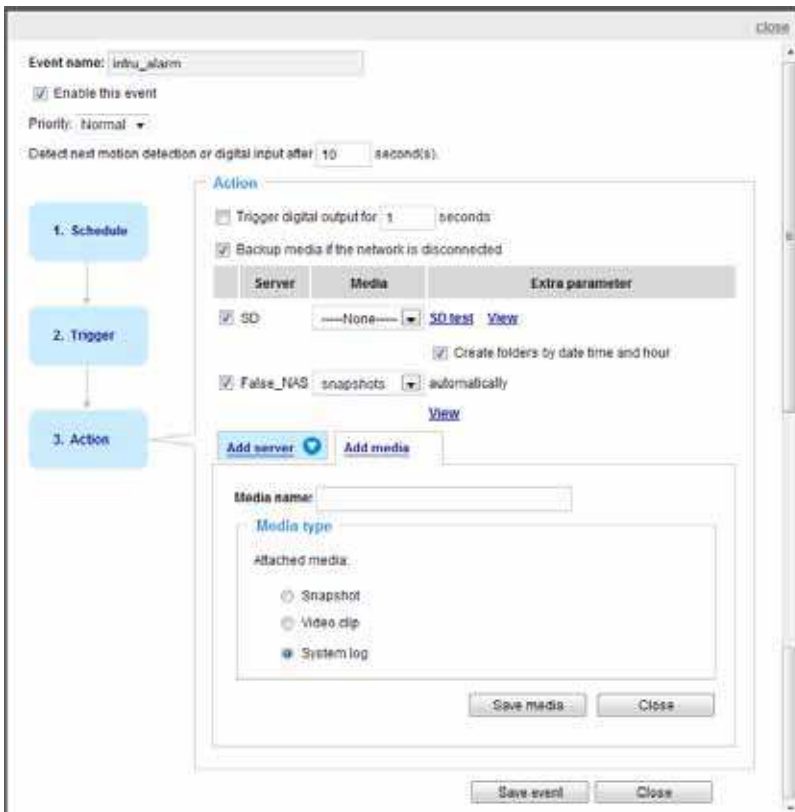 close
Event name: infru_alarm
Enable this event
Priority: Normal
Detect next motion detection or digital input after 10 second(s).
Action
1. Schedule
2. Trigger
3. Action
Trigger digital output for 1 seconds
Backup media if the network is disconnected
Server Media Extra parameter
SD -----None----- SD test View
Create folders by date time and hour
False_NAS snapshots automatically
View
Add server Add media
Media name:
Media type
Attached media:
Snapshot
Video clip
System log
Save media Close
Save event Close